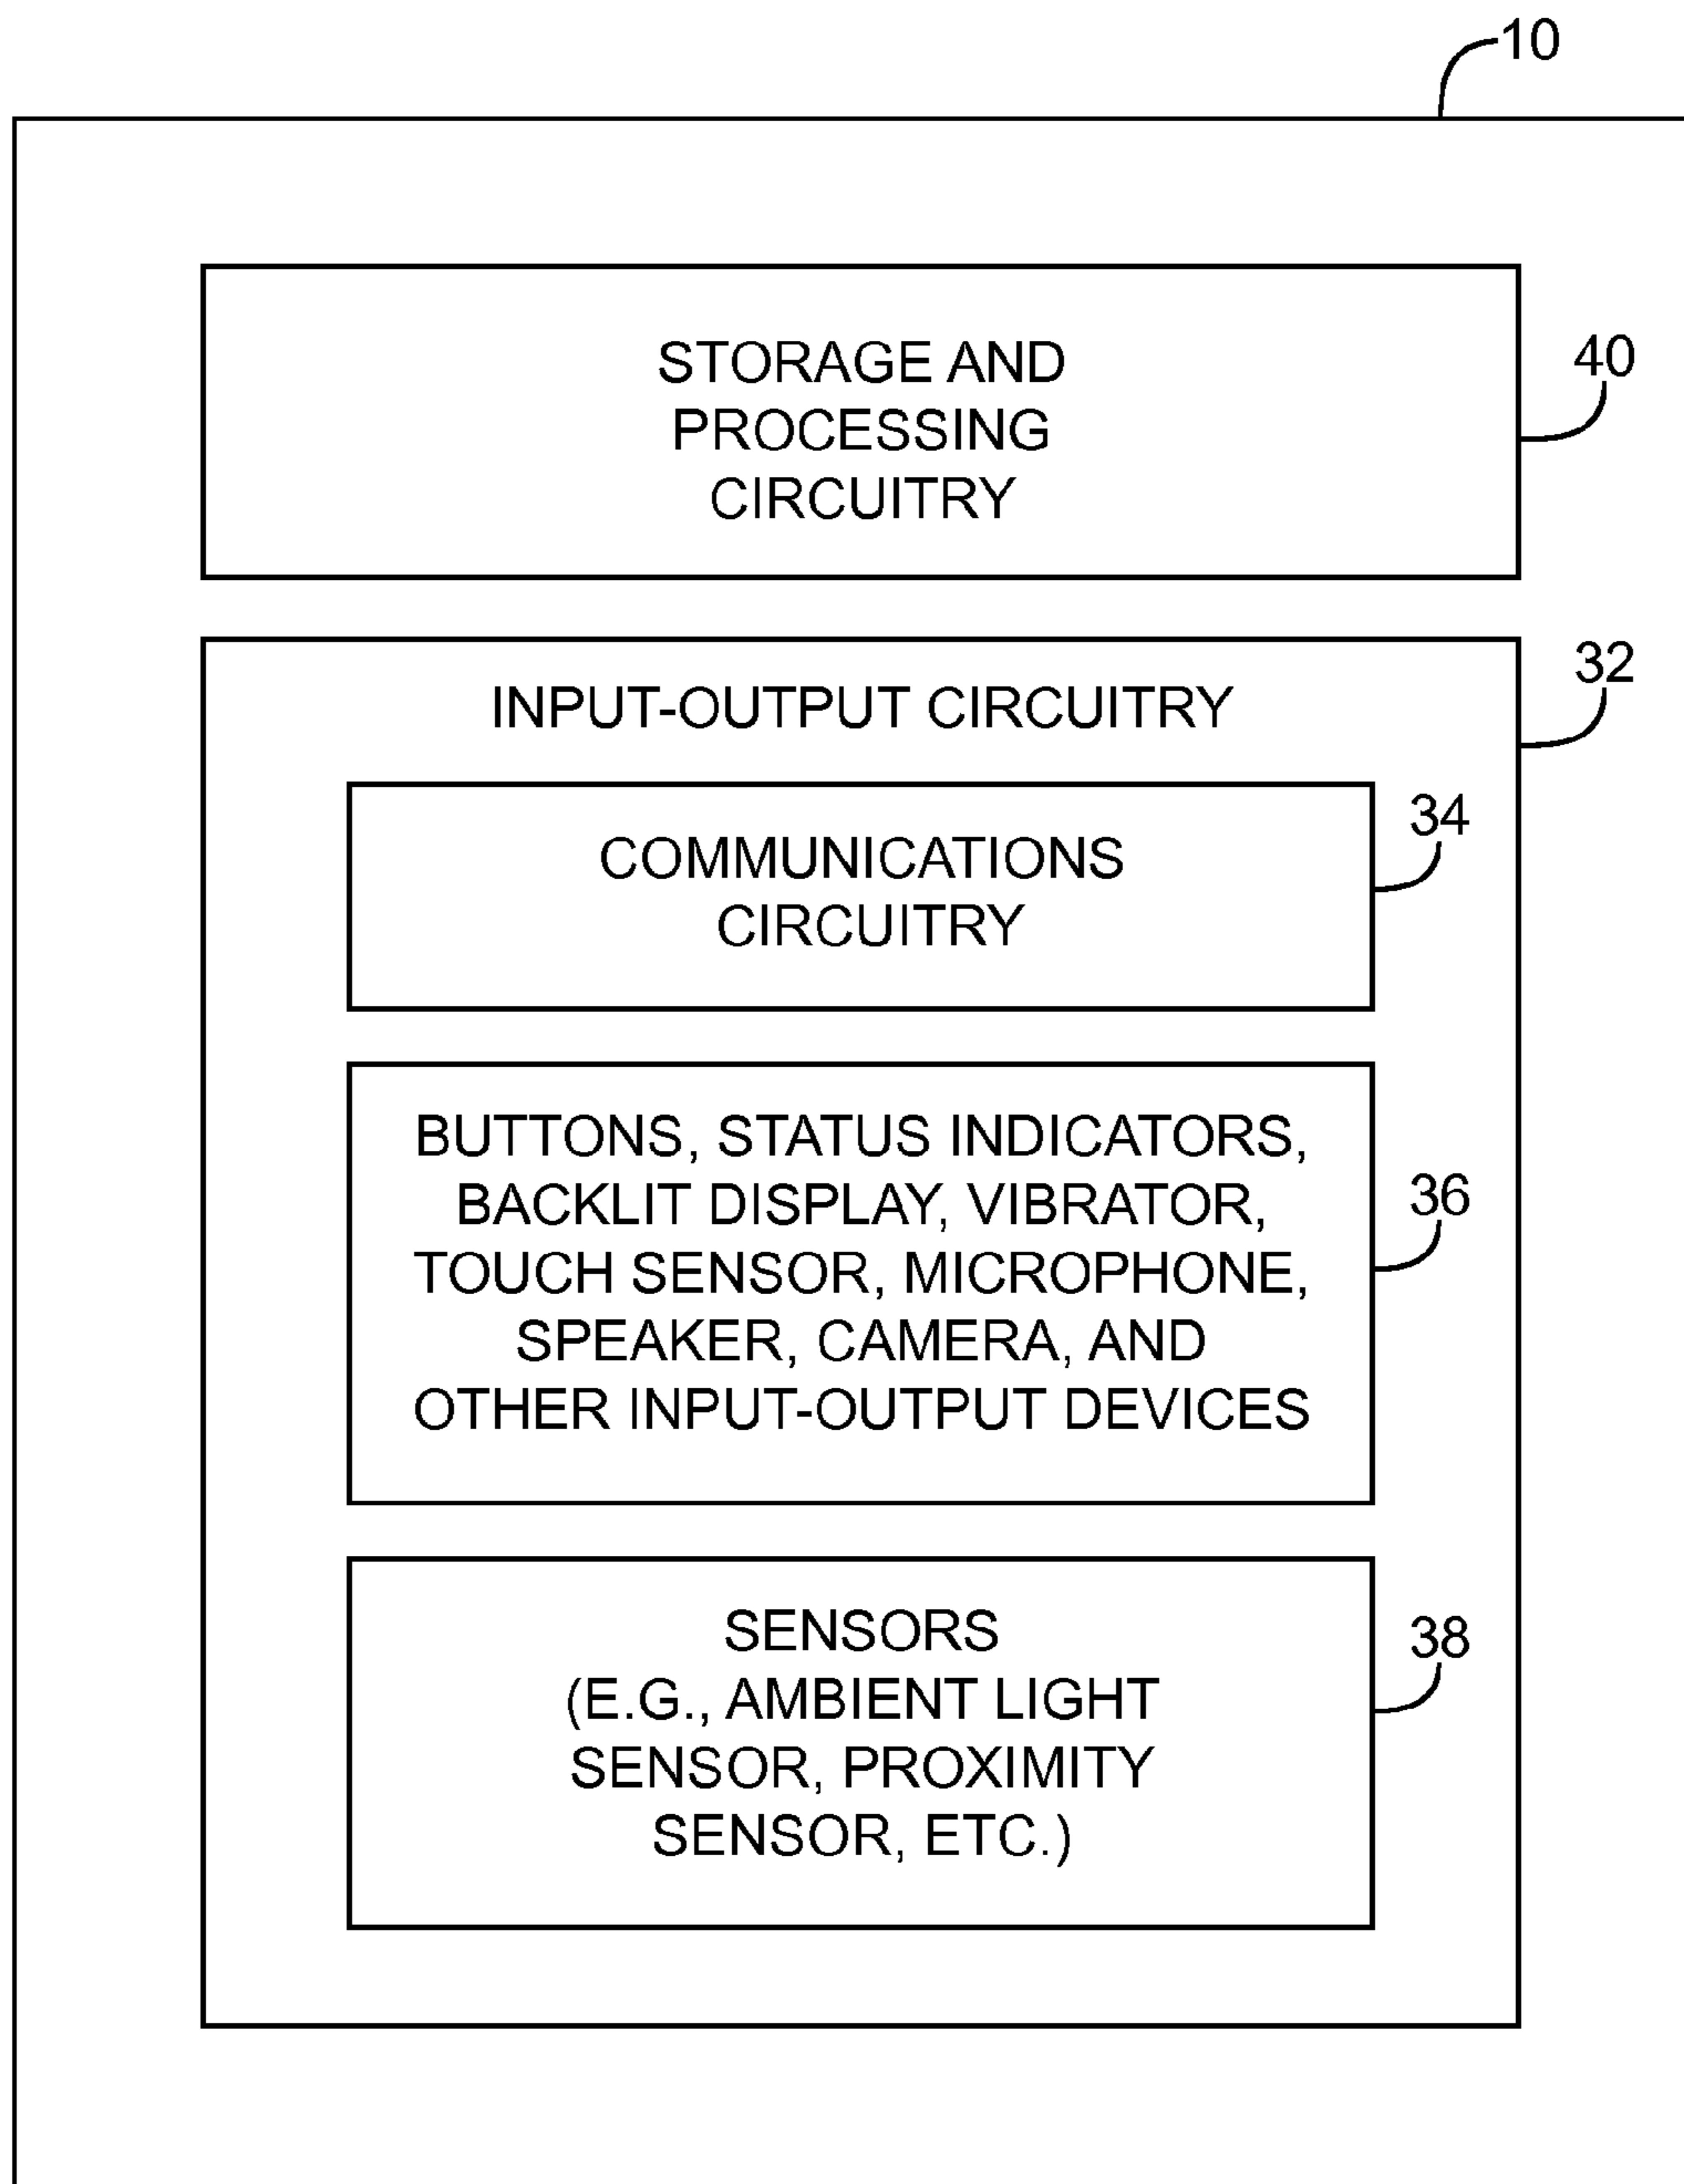 10
STORAGE AND
PROCESSING
CIRCUITRY
40
INPUT-OUTPUT CIRCUITRY
32
COMMUNICATIONS
CIRCUITRY
34
BUTTONS, STATUS INDICATORS,
BACKLIT DISPLAY, VIBRATOR,
TOUCH SENSOR, MICROPHONE,
SPEAKER, CAMERA, AND
OTHER INPUT-OUTPUT DEVICES
36
SENSORS
(E.G., AMBIENT LIGHT
SENSOR, PROXIMITY
SENSOR, ETC.)
38